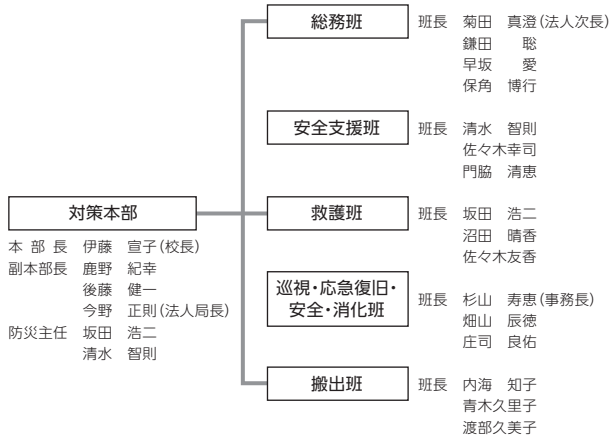 対策本部
本部長 伊藤 宣子(校長)
副本部長 鹿野 紀幸
後藤 健一
今野 正則(法人局長)
防災主任 坂田 浩二
清水 智則
総務班
班長 菊田 真澄(法人次長)
鎌田 聡
早坂 愛
保角 博行
安全支援班
班長 清水 智則
佐々木幸司
門脇 清恵
救護班
班長 坂田 浩二
沼田 晴香
佐々木友香
巡視・応急復旧・
安全・消化班
班長 杉山 寿恵(事務長)
畑山 辰徳
庄司 良佑
搬出班
班長 内海 知子
青木久里子
渡部久美子